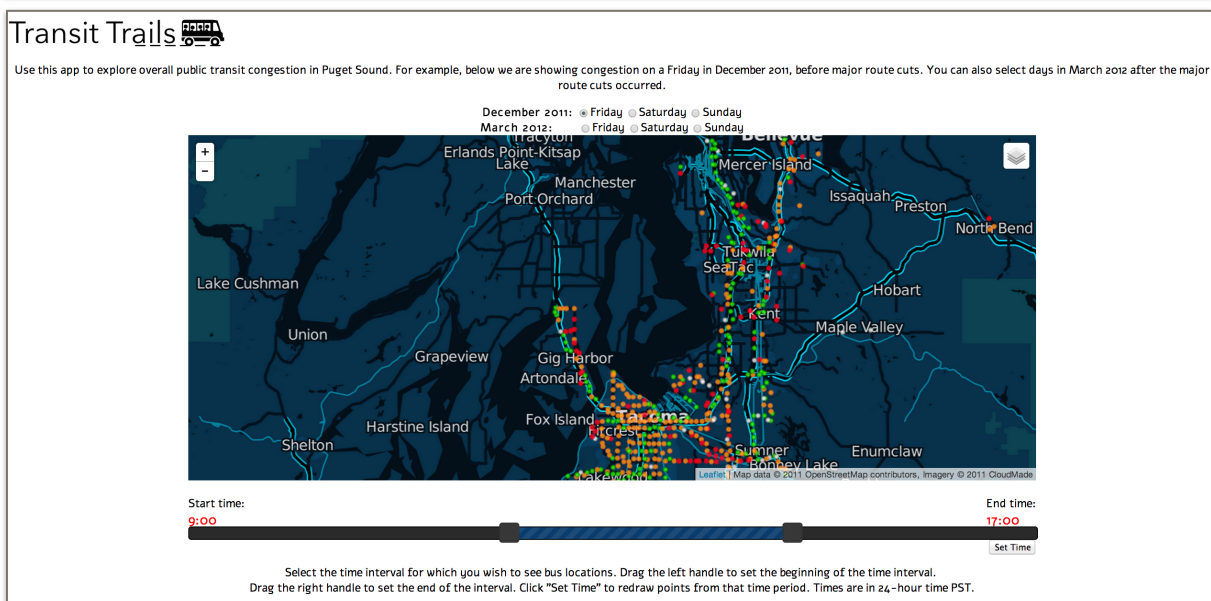 Transit Trails
Use this app to explore overall public transit congestion in Puget Sound. For example, below we are showing congestion on a Friday in December 2011, before major route cuts. You can also select days in March 2012 after the major
route cuts occurred.
December 2011: Friday Saturday Sunday
March 2012: Friday Saturday Sunday
Tracyton
Bellevue
+
Erlands Point-Kitsap
Lake
Mercer Island
-
Manchester
Port Orchard
Issaquah
Preston
North Bend
Tukwila
SeaTac
Lake Cushman
Hobart
Kent
Union
Maple Valley
Grapeview
Gig Harbor
Artondale
Fox Island
Tacoma
Harstine Island
Fircrest
Shelton
Sumner
Enumclaw
Bonney Lake
Lakewood
Leaflet | Map data © 2011 OpenStreetMap contributors, Imagery © 2011 CloudMade
Start time:
End time:
9:00
17:00
Set Time
Select the time interval for which you wish to see bus locations. Drag the left handle to set the beginning of the time interval.
Drag the right handle to set the end of the interval. Click "Set Time" to redraw points from that time period. Times are in 24-hour time PST.